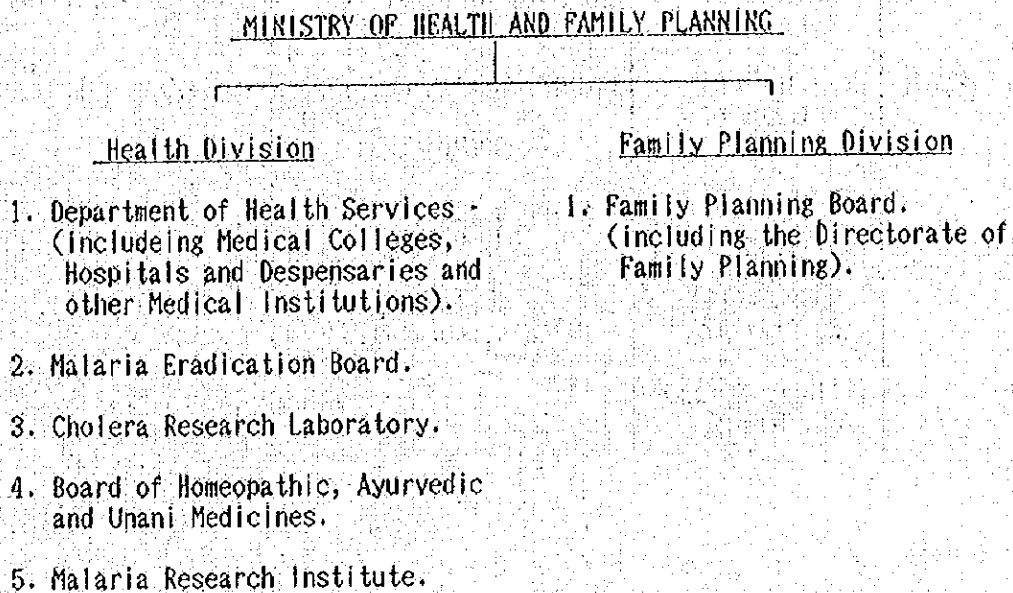 MINISTRY OF HEALTH AND FAMILY PLANNING
Health Division
1. Department of Health Services -
(includeing Medical Colleges,
Hospitals and Despensaries and
other Medical Institutions).
2. Malaria Eradication Board.
3. Cholera Research Laboratory.
4. Board of Homeopathic, Ayurvedic
and Unani Medicines.
5. Malaria Research Institute.
Family Planning Division
1. Family Planning Board.
(including the Directorate of
Family Planning).